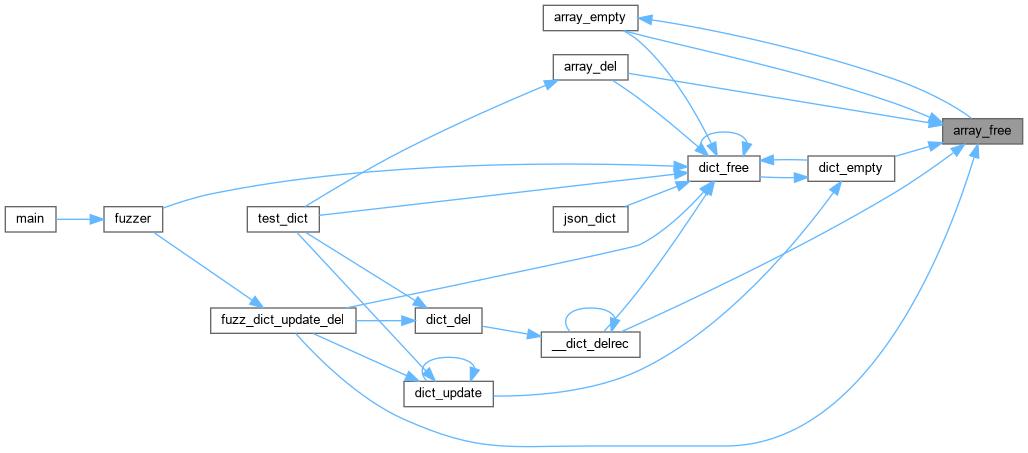 array_empty
array_del
array_free
dict_free
dict_empty
main
fuzzer
test_dict
json_dict
fuzz_dict_update_del
dict_del
__dict_delrec
dict_update